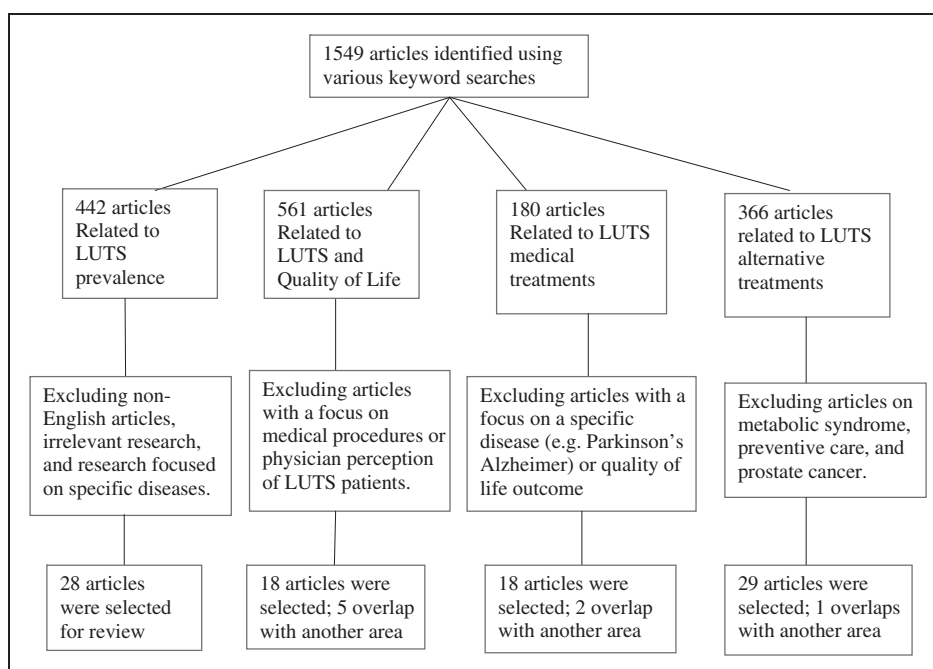 1549 articles identified using
various keyword searches
442 articles
Related to
LUTS
prevalence
561 articles
Related to
LUTS and
Quality of Life
180 articles
Related to LUTS
medical
treatments
366 articles
related to LUTS
alternative
treatments
Excluding non-
English articles,
irrelevant research,
and research focused
on specific diseases.
Excluding articles
with a focus on
medical procedures or
physician perception
of LUTS patients.
Excluding articles with a
focus on a specific
disease (e.g. Parkinson's
Alzheimer) or quality of
life outcome
Excluding articles on
metabolic syndrome,
preventive care, and
prostate cancer.
28 articles
were selected
for review
18 articles were
selected; 5 overlap
with another area
18 articles were
selected; 2 overlap
with another area
29 articles were
selected; 1 overlaps
with another area